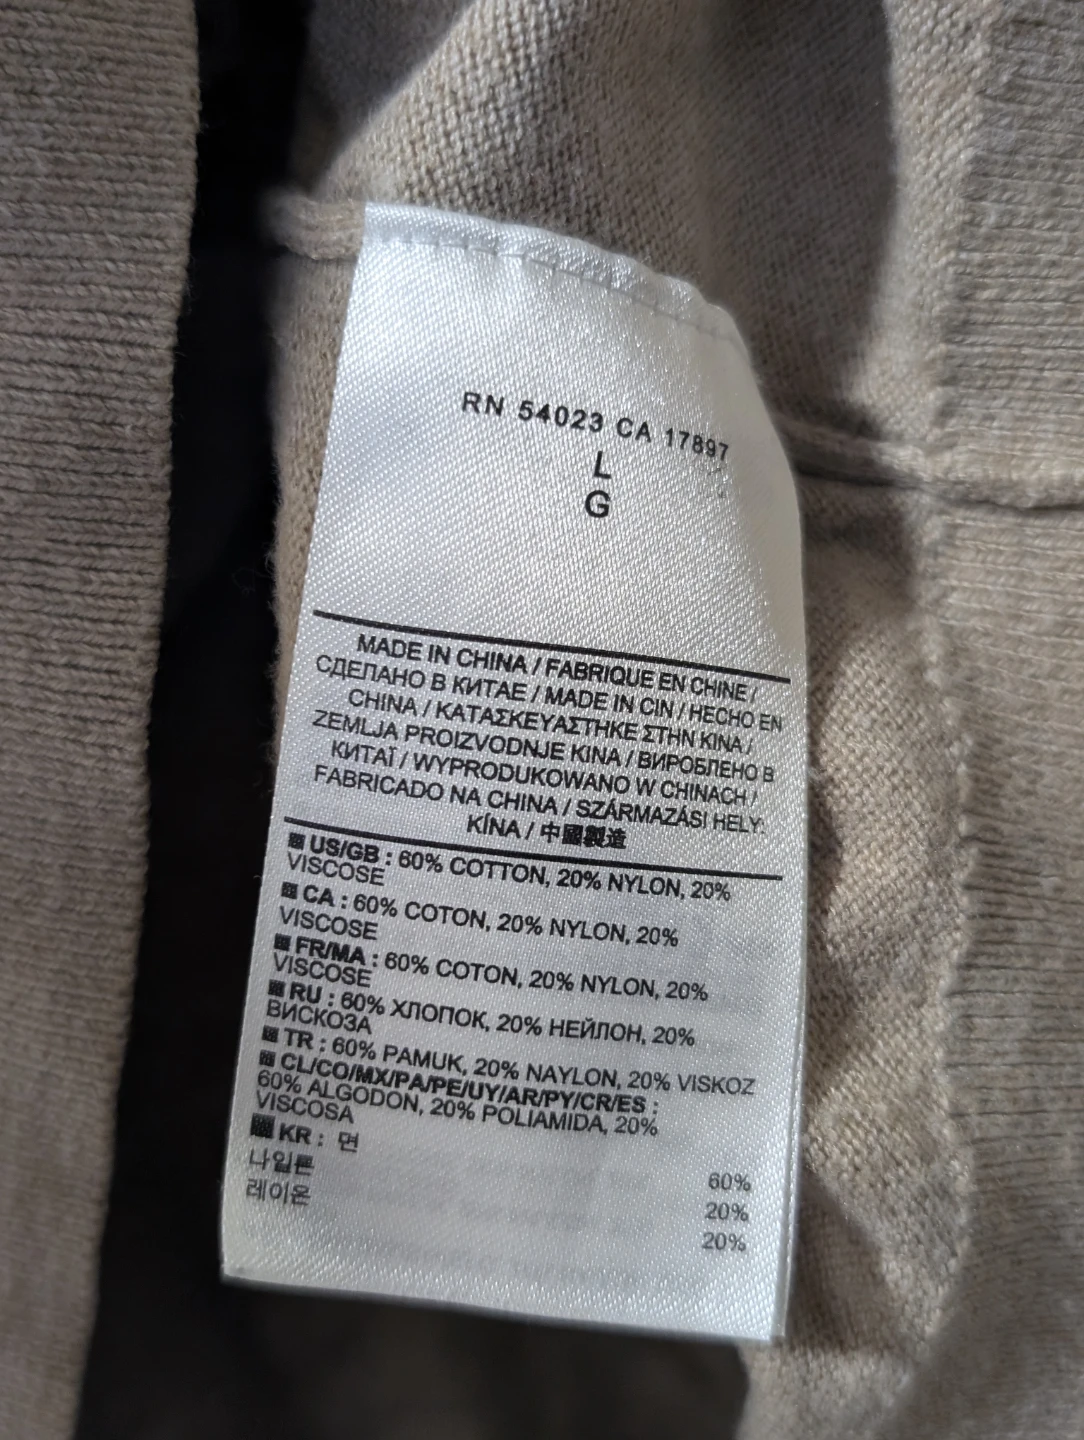 RN 54023 CA 17897
L
G
MADE IN CHINA / FABRIQUE EN CHINE /
СДЕЛАНО В КИТАЕ / MADE IN CIN / HECHO EN
CHINA / ΚΑΤΑΣΚΕΥΑΣΤΗΚΕ ΣΤΗΝ ΚΙΝΑ /
ZEMLJA PROIZVODNJE KINA / ВИРОБЛЕНО В
КИТАЇ / WYPRODUKOWANO W CHINACH /
FABRICADO NA CHINA / SZÁRMAZÁSI HELY:
KÍNA / 中國製造
US/GB : 60% COTTON, 20% NYLON, 20%
VISCOSE
CA : 60% COTON, 20% NYLON, 20%
VISCOSE
FR/MA : 60% COTON, 20% NYLON, 20%
VISCOSE
RU : 60% ХЛОПОК, 20% НЕЙЛОН, 20%
ВИСКОЗА
TR : 60% PAMUK, 20% NAYLON, 20% VISKOZ
CL/CO/MX/PA/PE/UY/AR/PY/CR/ES :
60% ALGODON, 20% POLIAMIDA, 20%
VISCOSA
KR : 면 60%
나일론 20%
레이온 20%